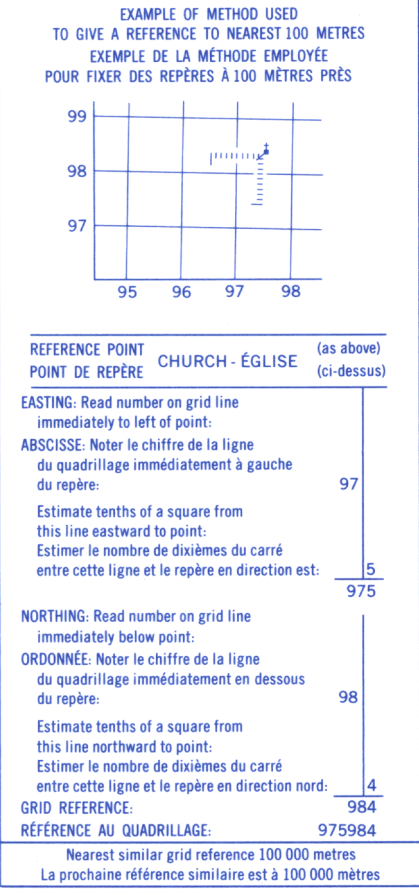 EXAMPLE OF METHOD USED
TO GIVE A REFERENCE TO NEAREST 100 METRES
EXEMPLE DE LA MÉTHODE EMPLOYÉE
POUR FIXER DES REPÈRES À 100 MÈTRES PRÈS
99
98
97
95 96 97 98
REFERENCE POINT
POINT DE REPÈRE
CHURCH - ÉGLISE
(as above)
(ci-dessus)
EASTING: Read number on grid line
immediately to left of point:
ABSCISSE: Noter le chiffre de la ligne
du quadrillage immédiatement à gauche
du repère: 97
Estimate tenths of a square from
this line eastward to point:
Estimer le nombre de dixièmes du carré
entre cette ligne et le repère en direction est: 5
975
NORTHING: Read number on grid line
immediately below point:
ORDONNÉE: Noter le chiffre de la ligne
du quadrillage immédiatement en dessous
du repère: 98
Estimate tenths of a square from
this line northward to point:
Estimer le nombre de dixièmes du carré
entre cette ligne et le repère en direction nord: 4
GRID REFERENCE: 984
RÉFÉRENCE AU QUADRILLAGE: 975984
Nearest similar grid reference 100 000 metres
La prochaine référence similaire est à 100 000 mètres